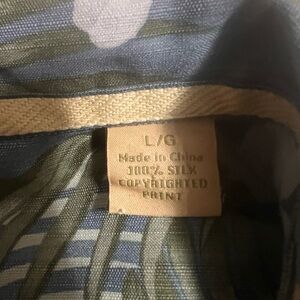 L/G
Made in China
100% SILK
COPYRIGHTED
PRINT